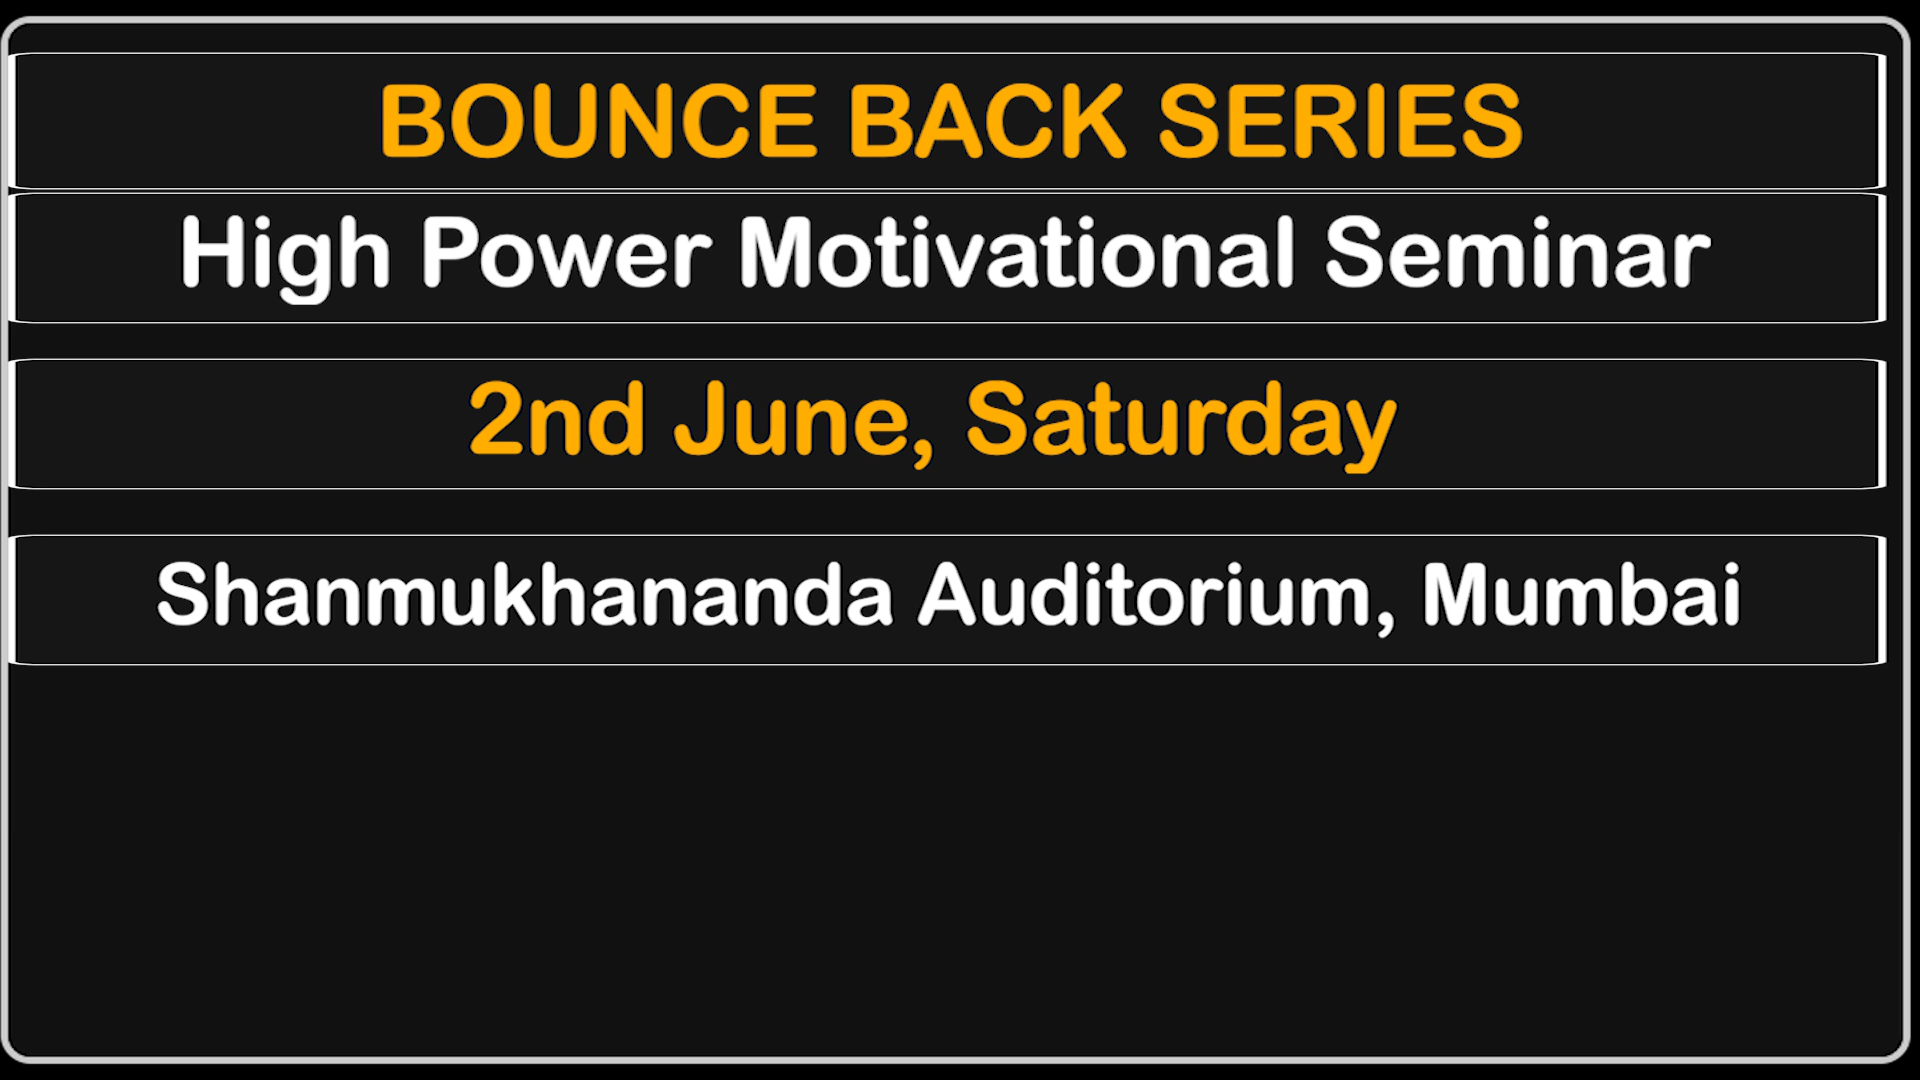 BOUNCE BACK SERIES
High Power Motivational Seminar
2nd June, Saturday
Shanmukhananda Auditorium, Mumbai